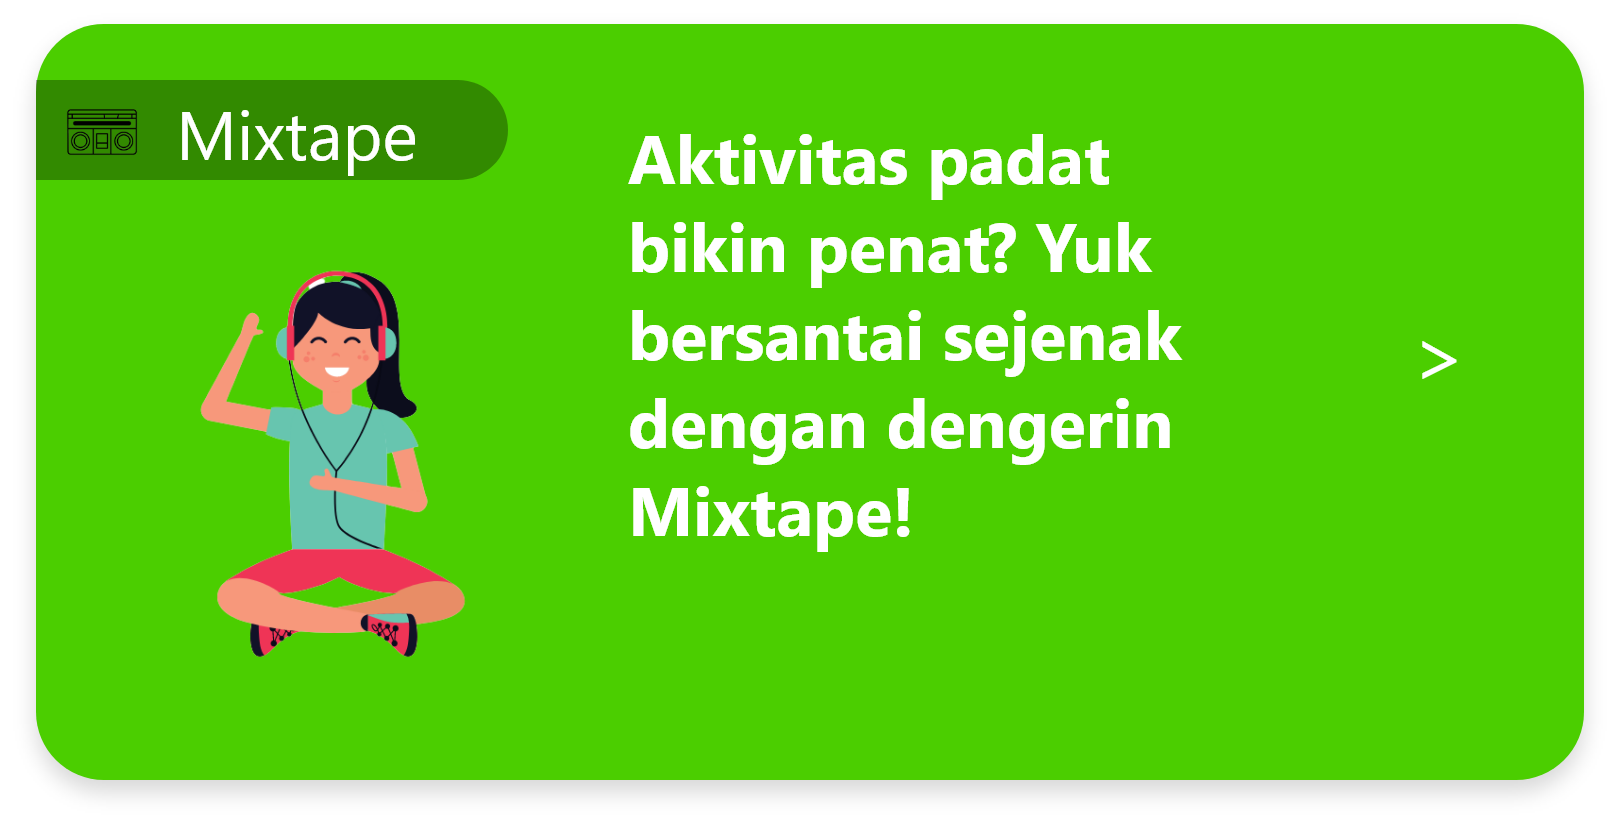 Mixtape
Aktivitas padat
bikin penat? Yuk
bersantai sejenak
dengan dengerin
Mixtape!
>